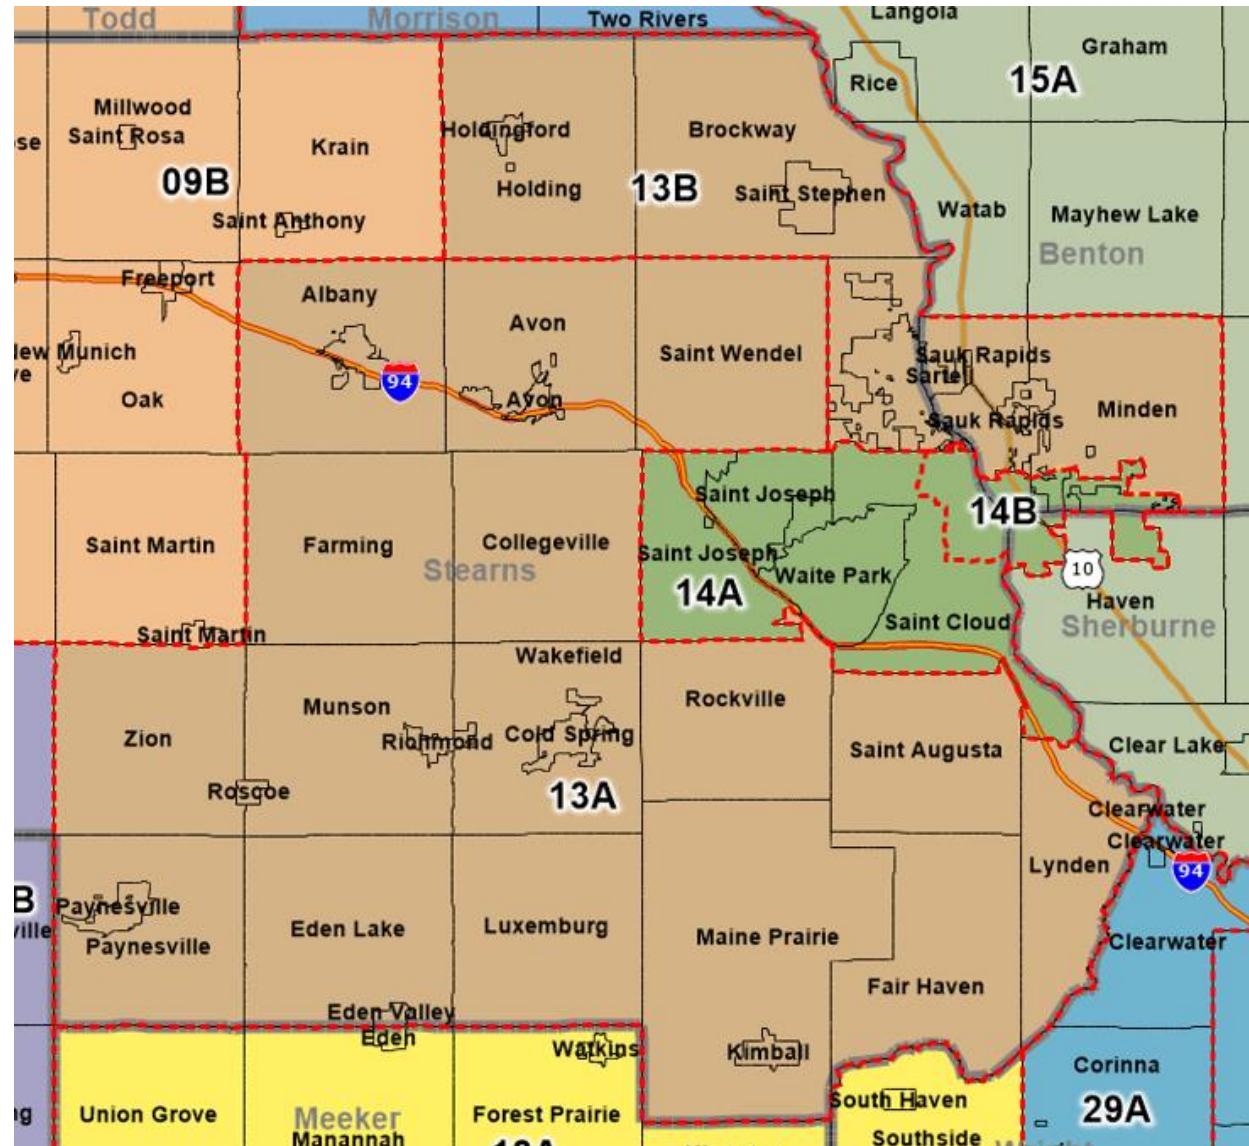 Todd
Morrison
Two Rivers
Langola
Graham
15A
Rice
Millwood
Saint Rosa
Krain
Holdingford
Brockway
09B
Holding
13B
Saint Stephen
Saint Anthony
Watab
Mayhew Lake
Benton
Freeport
Albany
Avon
Saint Wendel
New Munich
Oak
94
Avon
Sauk Rapids
Sartell
Sauk Rapids
Minden
Saint Joseph
14B
Saint Martin
Farming
Collegeville
Stearns
Saint Joseph
Waite Park
14A
10
Haven
Sherburne
Saint Cloud
Saint Martin
Wakefield
Rockville
Munson
Zion
Richmond
Cold Spring
Saint Augusta
Clear Lake
Roscoe
13A
Clearwater
Clearwater
Lynden
94
B
ville
Paynesville
Paynesville
Eden Lake
Luxemburg
Maine Prairie
Clearwater
Fair Haven
Eden Valley
Eden
Watkins
Kimball
Corinna
Union Grove
Meeker
Forest Prairie
South Haven
29A
Manannah
Southside